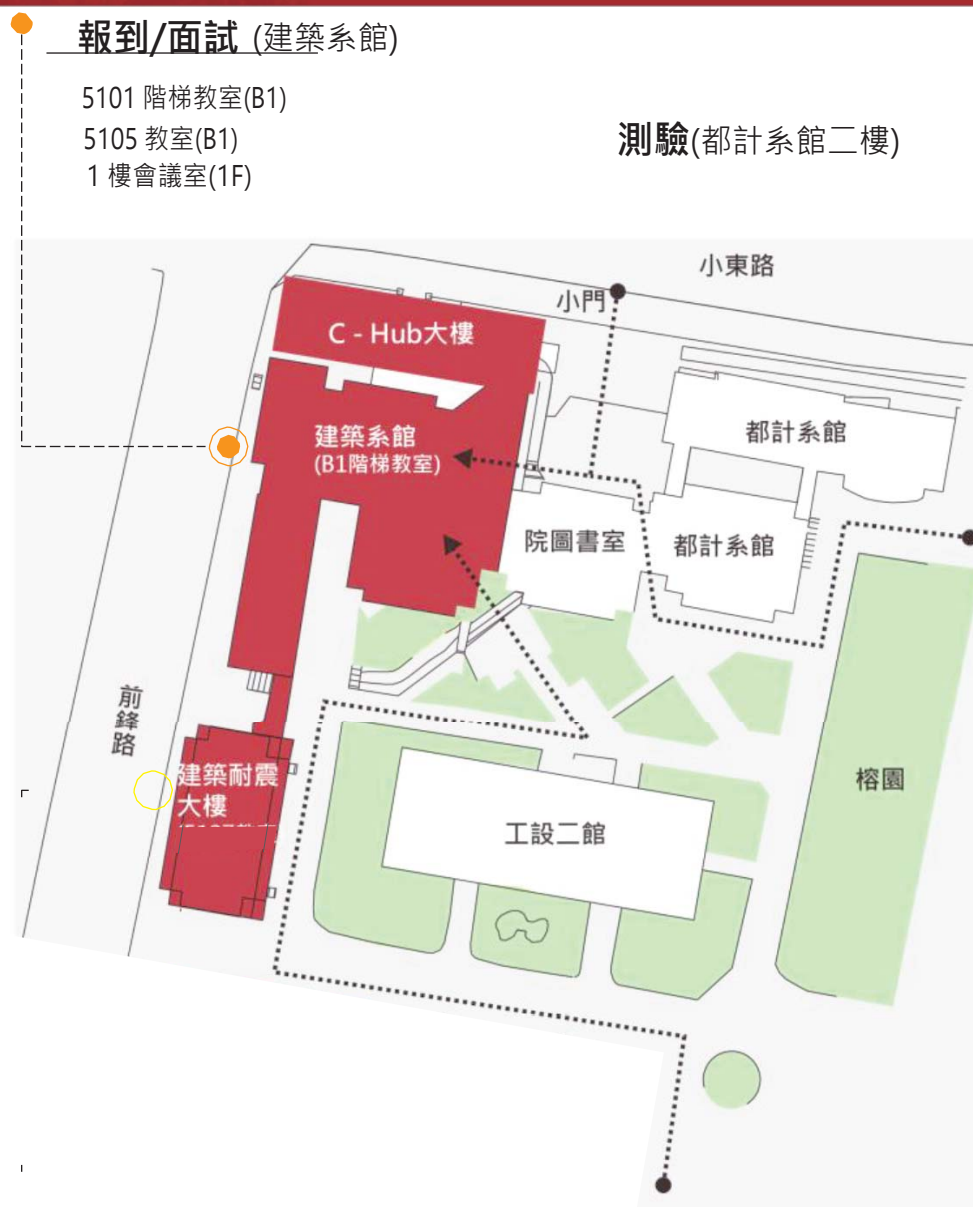 報到/面試 (建築系館)
5101 階梯教室(B1)
5105 教室(B1)
1 樓會議室(1F)
測驗(都計系館二樓)
小東路
小門
C - Hub大樓
建築系館
(B1階梯教室)
都計系館
院圖書室
都計系館
前鋒路
建築耐震
大樓
工設二館
榕園